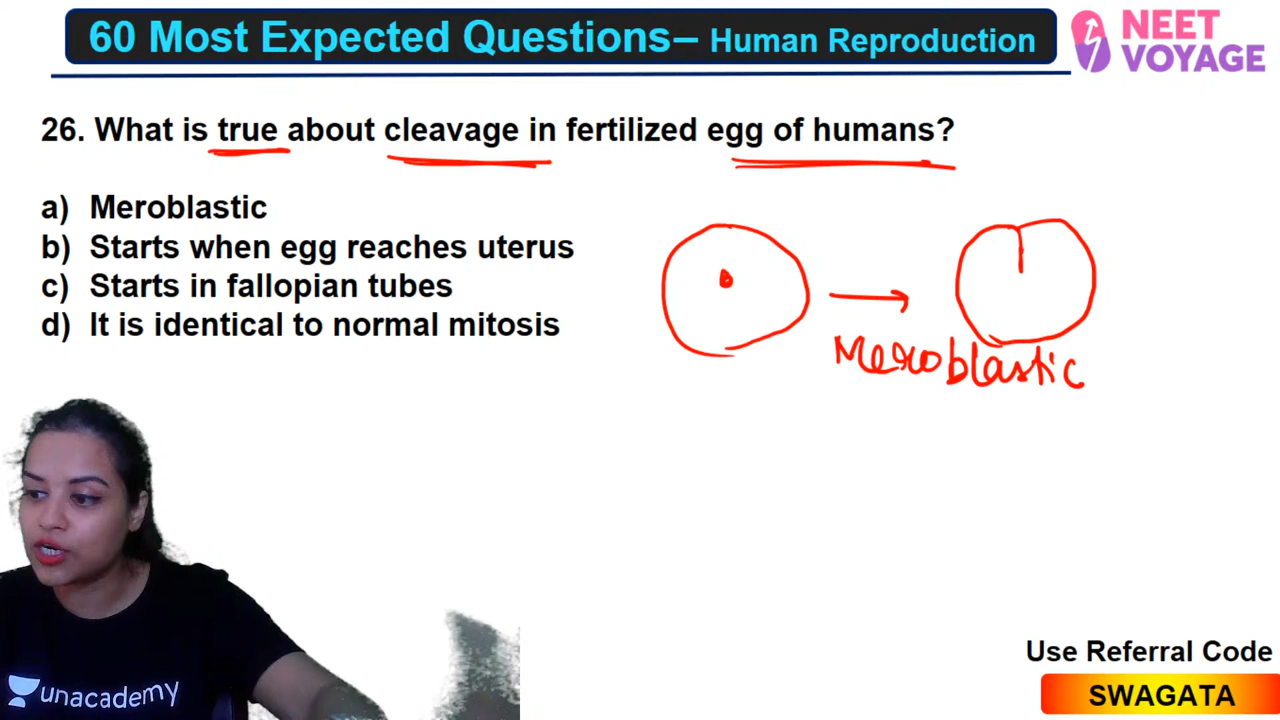 60 Most Expected Questions– Human Reproduction
NEET
VOYAGE
26. What is true about cleavage in fertilized egg of humans?
a) Meroblastic
b) Starts when egg reaches uterus
c) Starts in fallopian tubes
d) It is identical to normal mitosis
Meroblastic
unacademy
Use Referral Code
SWAGATA